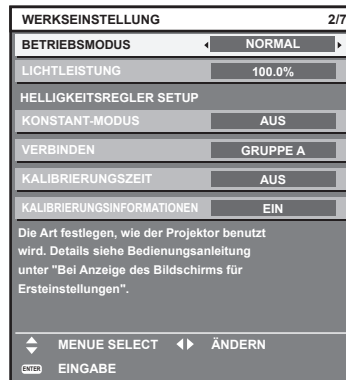 WERKSEINSTELLUNG 2/7
BETRIEBSMODUS NORMAL
LICHTLEISTUNG 100.0%
HELLIGKEITSREGLER SETUP
KONSTANT-MODUS AUS
VERBINDEN GRUPPE A
KALIBRIERUNGSZEIT AUS
KALIBRIERUNGSINFORMATIONEN EIN
Die Art festlegen, wie der Projektor benutzt
wird. Details siehe Bedienungsanleitung
unter "Bei Anzeige des Bildschirms für
Ersteinstellungen".
MENUE SELECT ÄNDERN
ENTER EINGABE